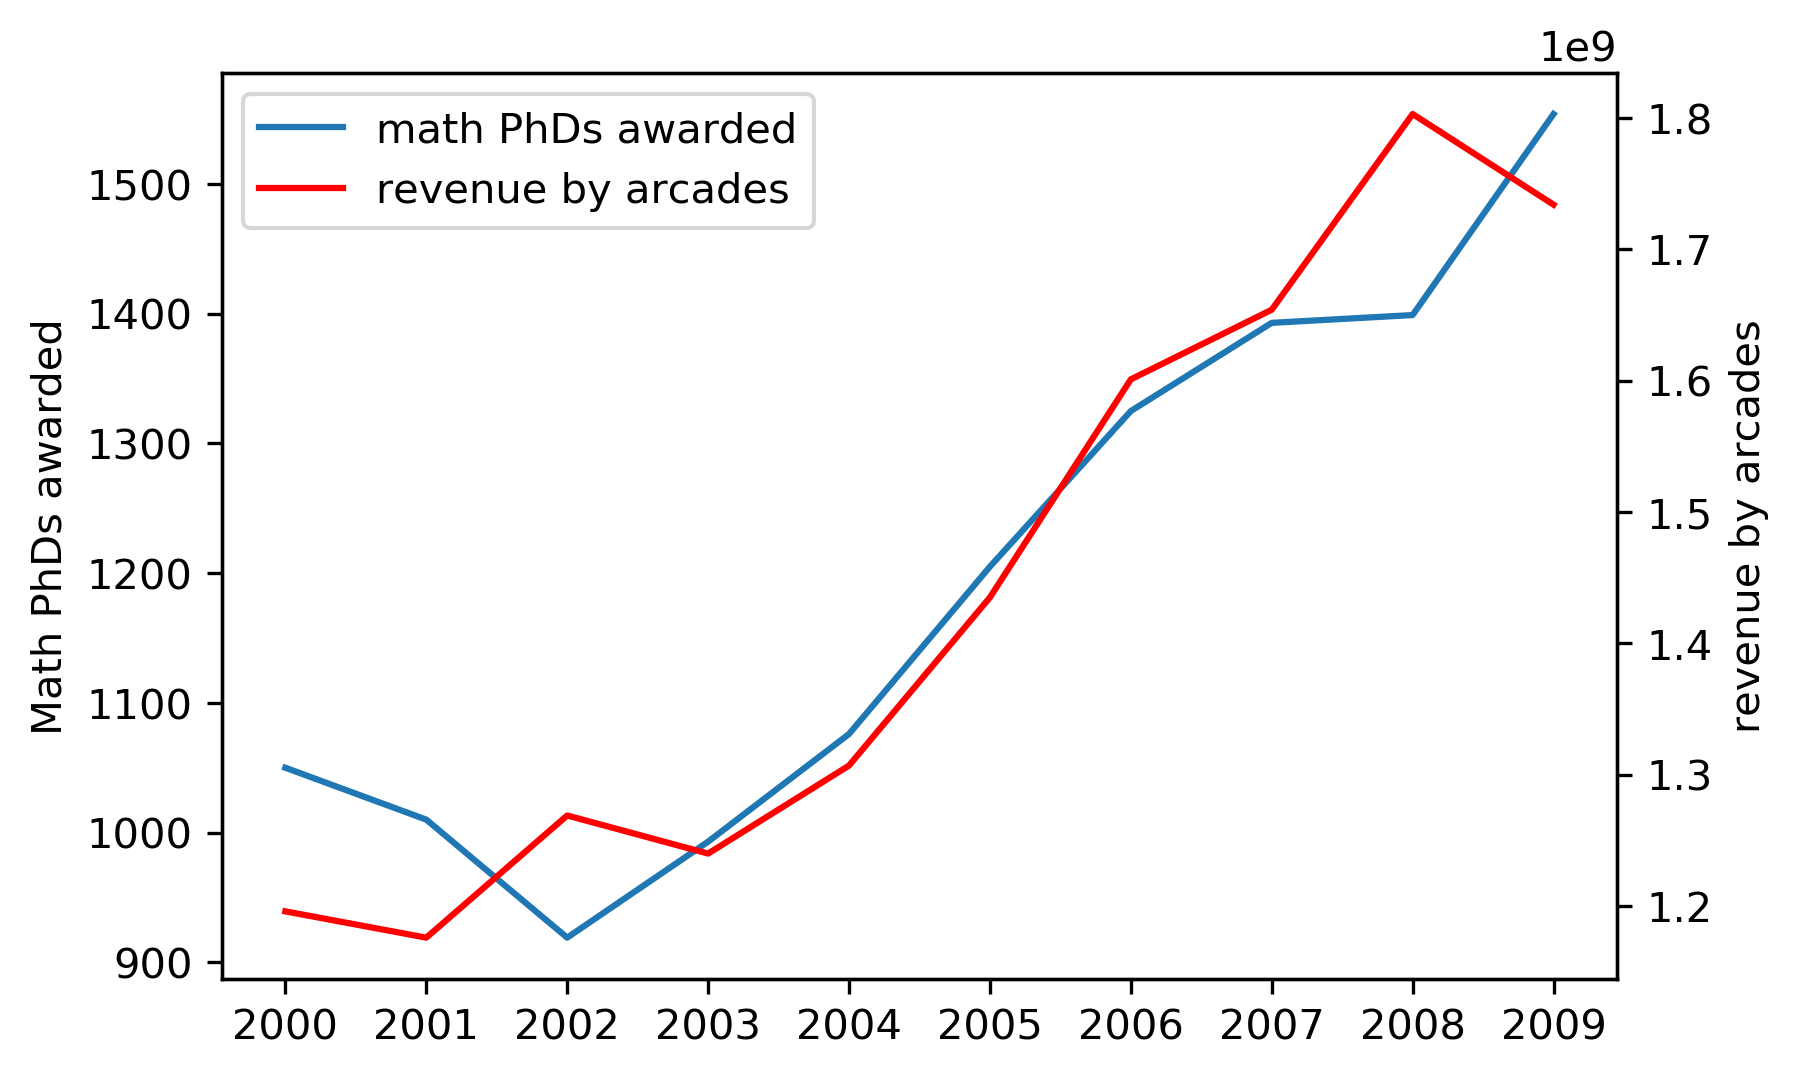 1e9
math PhDs awarded
revenue by arcades
Math PhDs awarded
1500
1400
1300
1200
1100
1000
900
1.8
1.7
1.6
1.5
1.4
1.3
1.2
revenue by arcades
2000 2001 2002 2003 2004 2005 2006 2007 2008 2009